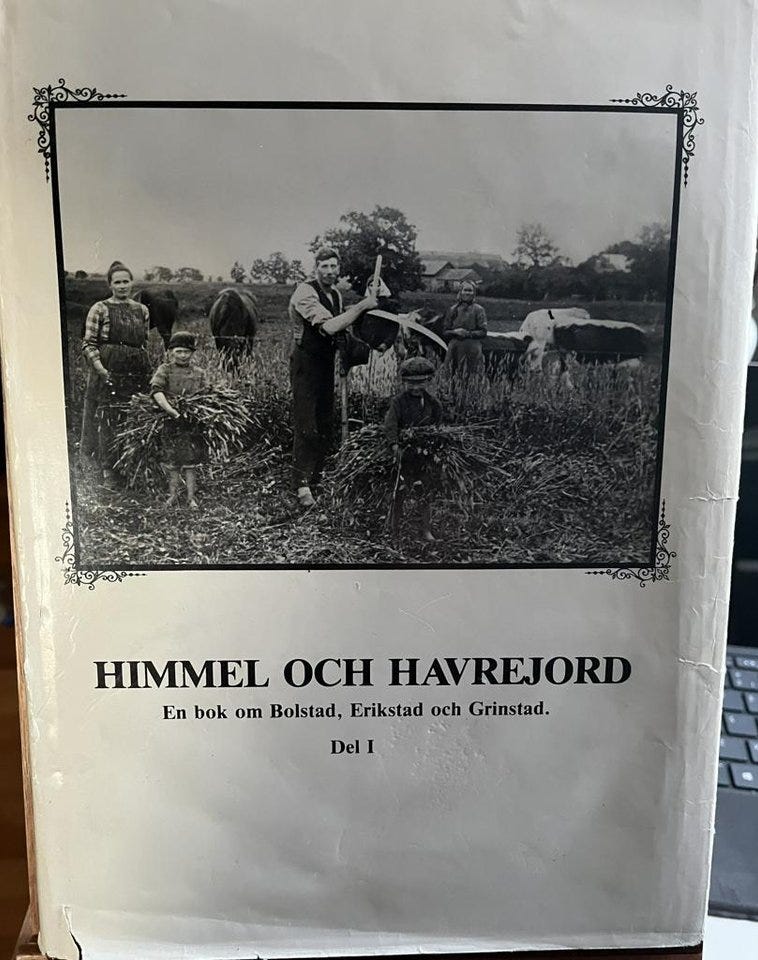 HIMMEL OCH HAVREJORD
En bok om Bolstad, Erikstad och Grinstad.
Del I